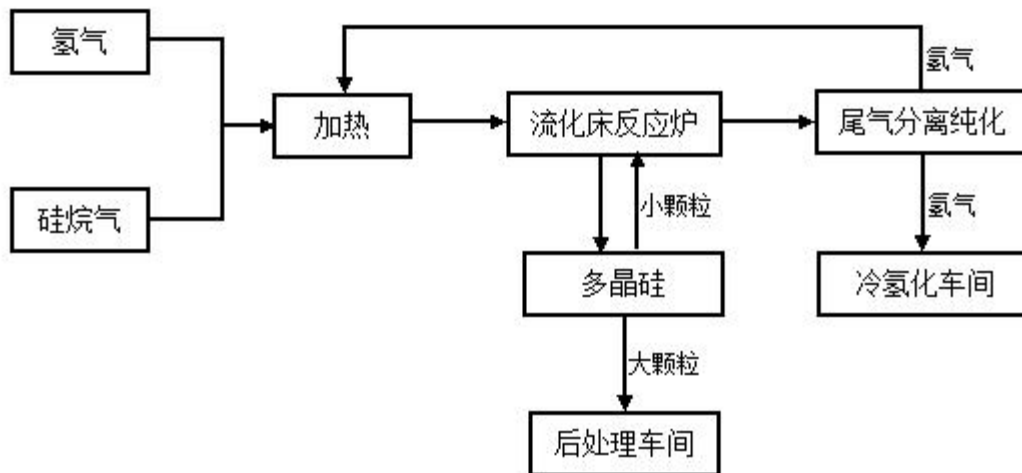 氢气
氢气
加热
流化床反应炉
尾气分离纯化
硅烷气
小颗粒
氢气
多晶硅
冷氢化车间
大颗粒
后处理车间